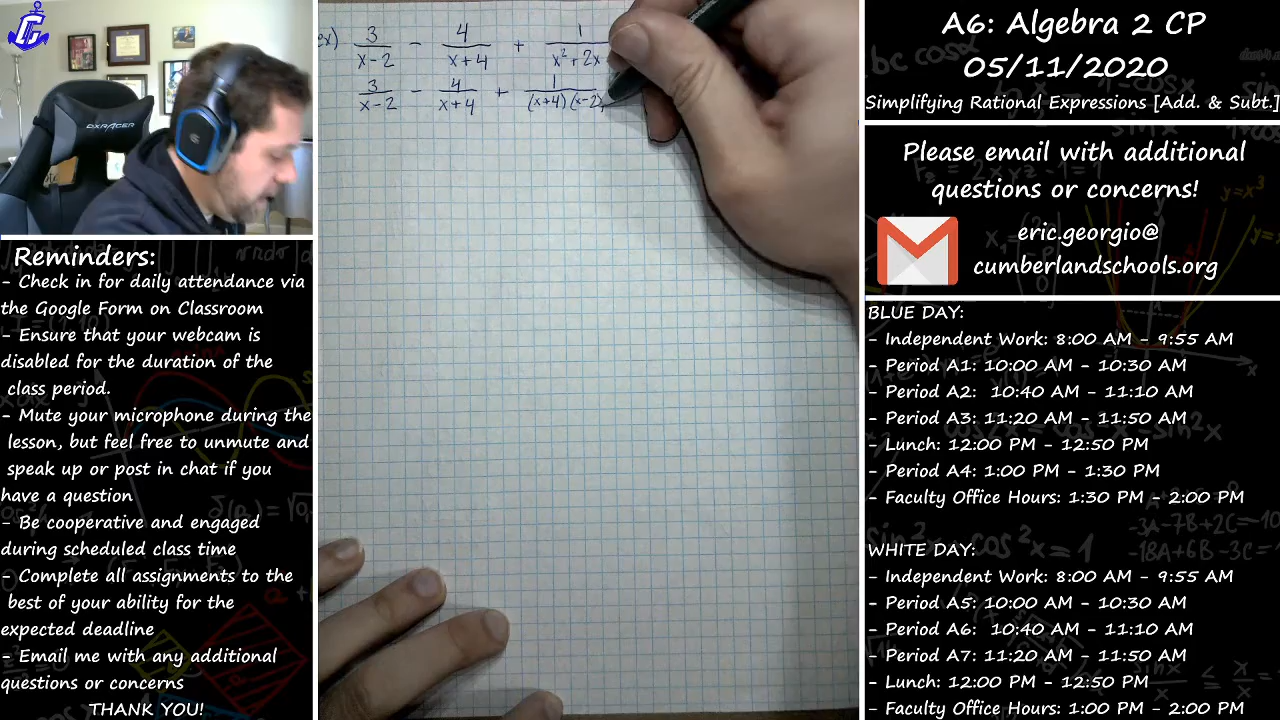 C
DXRACER
Reminders:
- Check in for daily attendance via
the Google Form on Classroom
- Ensure that your webcam is
disabled for the duration of the
class period.
- Mute your microphone during the
lesson, but feel free to unmute and
speak up or post in chat if you
have a question
- Be cooperative and engaged
during scheduled class time
- Complete all assignments to the
best of your ability for the
expected deadline
- Email me with any additional
questions or concerns
THANK YOU!
ex) 3/(x-2) - 4/(x+4) + 1/(x² + 2x
3/(x-2) - 4/(x+4) + 1/((x+4)(x-2)
A6: Algebra 2 CP
05/11/2020
Simplifying Rational Expressions [Add. & Subt.]
Please email with additional
questions or concerns!
eric.georgio@
cumberlandschools.org
BLUE DAY:
- Independent Work: 8:00 AM - 9:55 AM
- Period A1: 10:00 AM - 10:30 AM
- Period A2: 10:40 AM - 11:10 AM
- Period A3: 11:20 AM - 11:50 AM
- Lunch: 12:00 PM - 12:50 PM
- Period A4: 1:00 PM - 1:30 PM
- Faculty Office Hours: 1:30 PM - 2:00 PM
WHITE DAY:
- Independent Work: 8:00 AM - 9:55 AM
- Period A5: 10:00 AM - 10:30 AM
- Period A6: 10:40 AM - 11:10 AM
- Period A7: 11:20 AM - 11:50 AM
- Lunch: 12:00 PM - 12:50 PM
- Faculty Office Hours: 1:00 PM - 2:00 PM